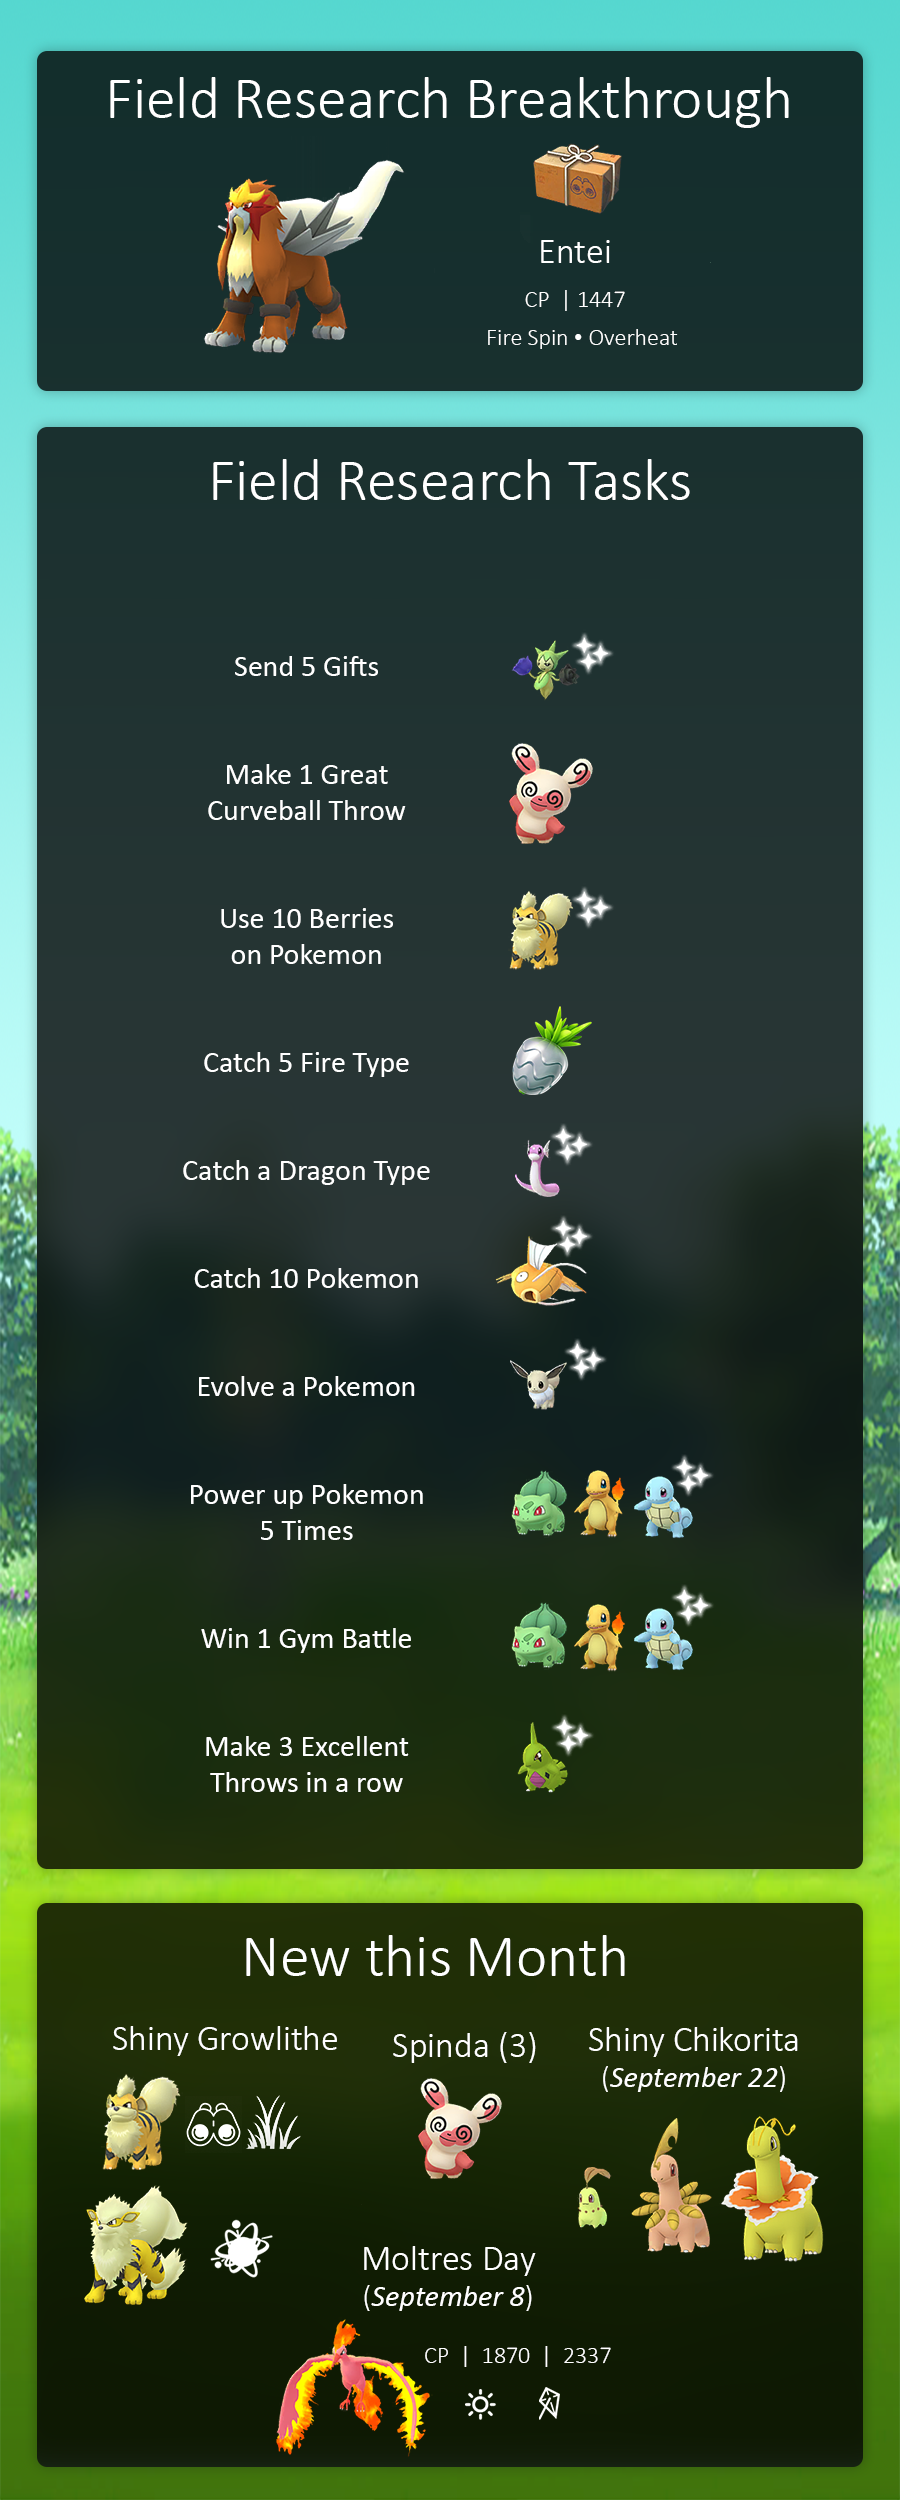 Field Research Breakthrough
Entei
CP | 1447
Fire Spin • Overheat
Field Research Tasks
Send 5 Gifts
Make 1 Great
Curveball Throw
Use 10 Berries
on Pokemon
Catch 5 Fire Type
Catch a Dragon Type
Catch 10 Pokemon
Evolve a Pokemon
Power up Pokemon
5 Times
Win 1 Gym Battle
Make 3 Excellent
Throws in a row
New this Month
Shiny Growlithe
Spinda (3)
Shiny Chikorita
(September 22)
Moltres Day
(September 8)
CP | 1870 | 2337